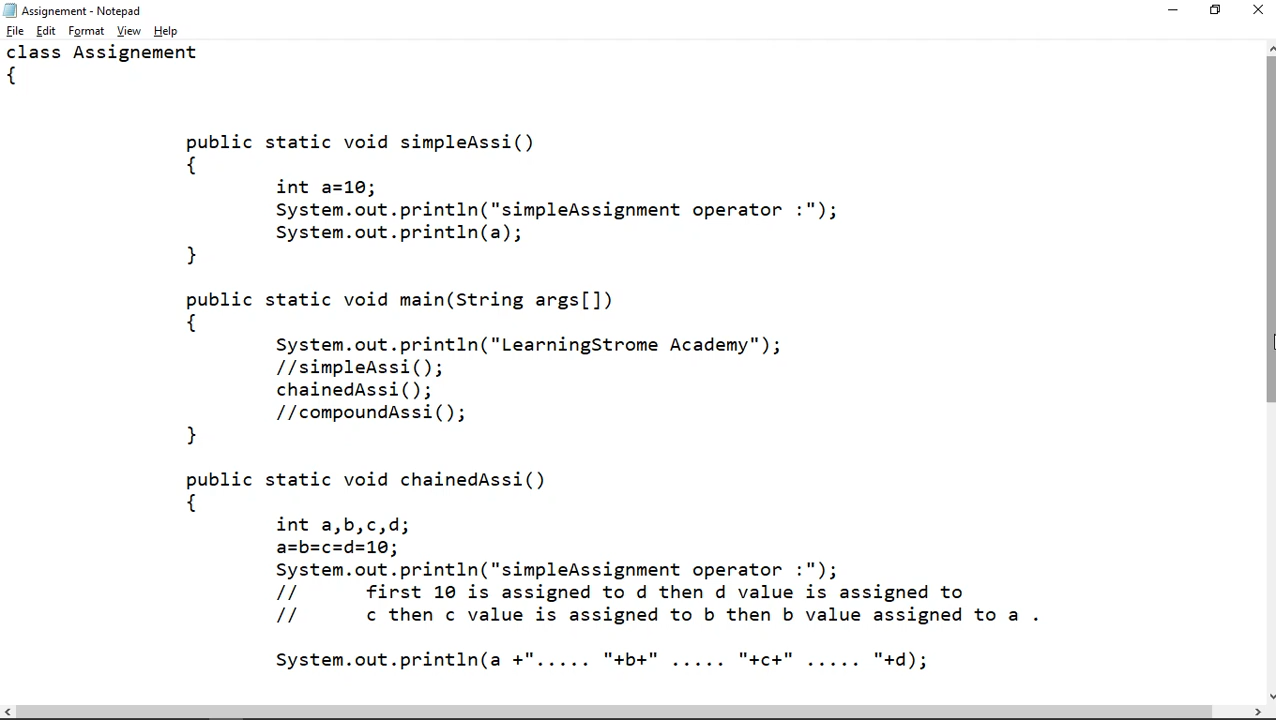 Assignement - Notepad
File Edit Format View Help
class Assignement
{
public static void simpleAssi()
{
int a=10;
System.out.println("simpleAssignment operator :");
System.out.println(a);
}
public static void main(String args[])
{
System.out.println("LearningStrome Academy");
//simpleAssi();
chainedAssi();
//compoundAssi();
}
public static void chainedAssi()
{
int a,b,c,d;
a=b=c=d=10;
System.out.println("simpleAssignment operator :");
// first 10 is assigned to d then d value is assigned to
// c then c value is assigned to b then b value assigned to a .
System.out.println(a +"..... "+b+" ..... "+c+" ..... "+d);